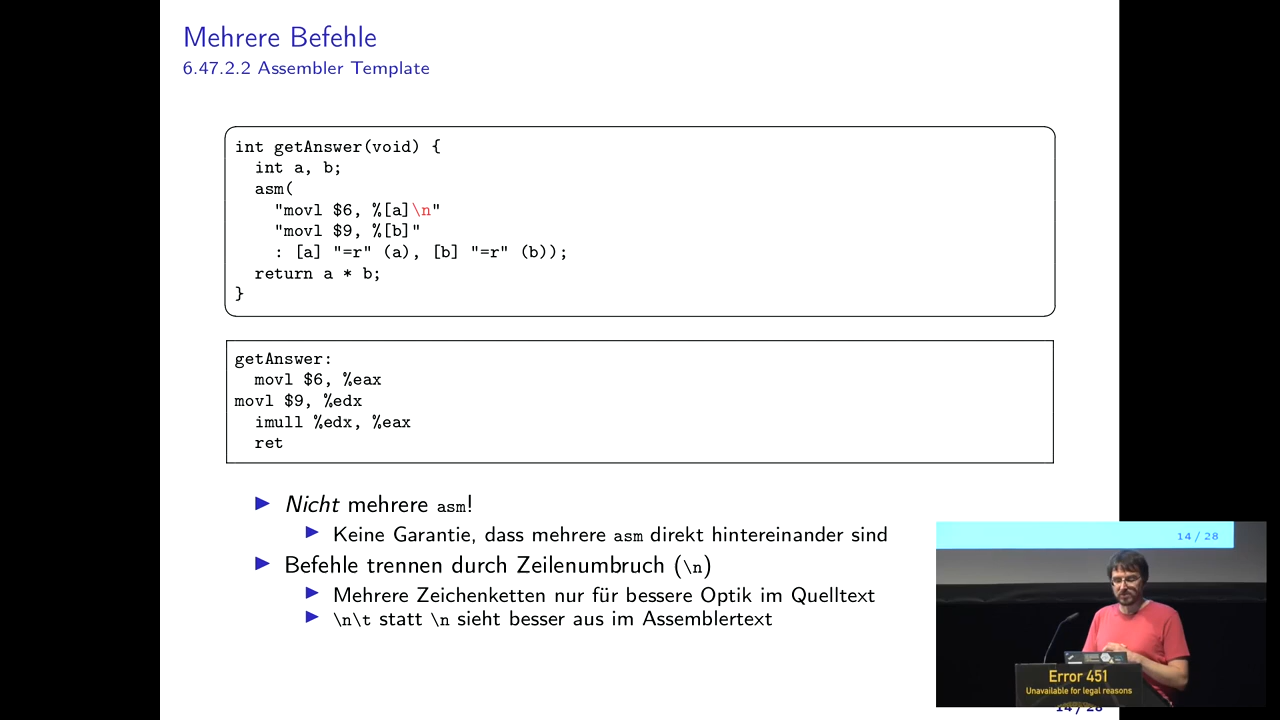 Mehrere Befehle
6.47.2.2 Assembler Template
int getAnswer(void) {
  int a, b;
  asm(
    "movl $6, %[a]\n"
    "movl $9, %[b]"
    : [a] "=r" (a), [b] "=r" (b));
  return a * b;
}
getAnswer:
  movl $6, %eax
movl $9, %edx
  imull %edx, %eax
  ret
▶ Nicht mehrere asm!
▶ Keine Garantie, dass mehrere asm direkt hintereinander sind
▶ Befehle trennen durch Zeilenumbruch (\n)
▶ Mehrere Zeichenketten nur für bessere Optik im Quelltext
▶ \n\t statt \n sieht besser aus im Assemblertext
14 / 28
Error 451
Unavailable for legal reasons
14 / 28